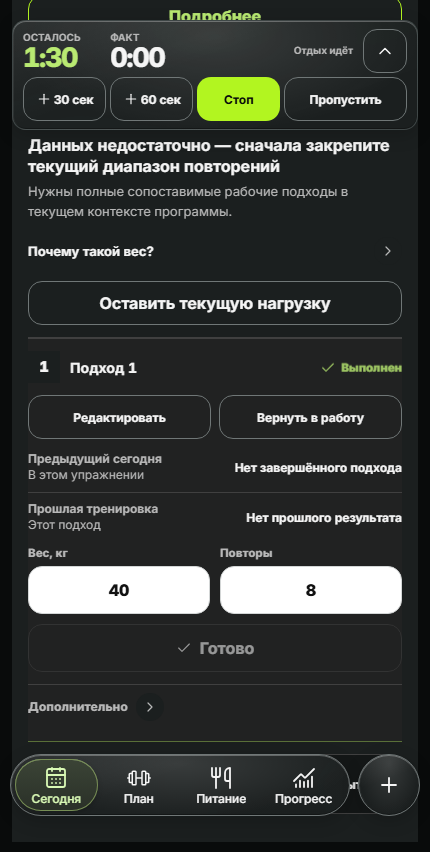 Подробнее
ОСТАЛОСЬ
1:30
ФАКТ
0:00
Отдых идёт
+ 30 сек
+ 60 сек
Стоп
Пропустить
Данных недостаточно — сначала закрепите
текущий диапазон повторений
Нужны полные сопоставимые рабочие подходы в
текущем контексте программы.
Почему такой вес?
Оставить текущую нагрузку
1
Подход 1
Выполнен
Редактировать
Вернуть в работу
Предыдущий сегодня
В этом упражнении
Нет завершённого подхода
Прошлая тренировка
Этот подход
Нет прошлого результата
Вес, кг
Повторы
40
8
Готово
Дополнительно
Сегодня
План
Питание
Прогресс